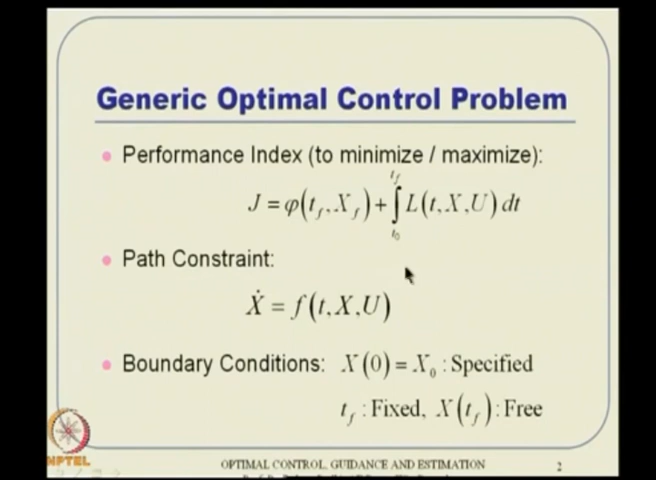 Generic Optimal Control Problem
• Performance Index (to minimize / maximize):
J = φ(t_f, X_f) + ∫_{t_0}^{t_f} L(t, X, U) dt
• Path Constraint:
Ẋ = f(t, X, U)
• Boundary Conditions: X(0) = X_0 : Specified
t_f : Fixed, X(t_f) : Free
NPTEL
OPTIMAL CONTROL, GUIDANCE AND ESTIMATION 2